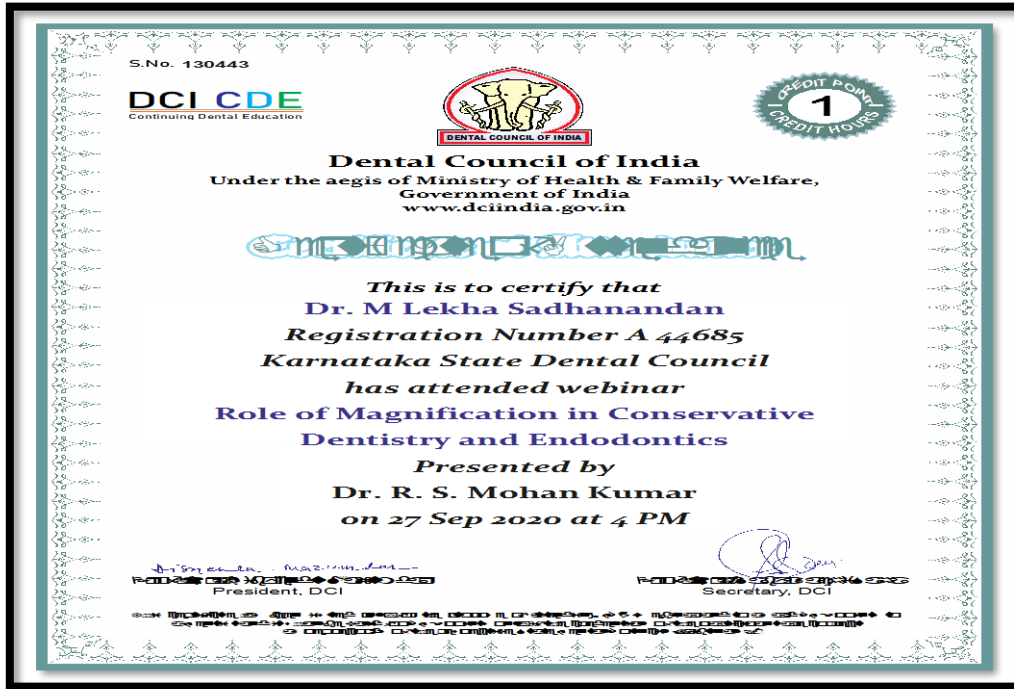 S.No. 130443
DCI CDE
Continuing Dental Education
CREDIT POINT
1
CREDIT HOURS
DENTAL COUNCIL OF INDIA
Dental Council of India
Under the aegis of Ministry of Health & Family Welfare,
Government of India
www.dciindia.gov.in
This is to certify that
Dr. M Lekha Sadhanandan
Registration Number A 44685
Karnataka State Dental Council
has attended webinar
Role of Magnification in Conservative
Dentistry and Endodontics
Presented by
Dr. R. S. Mohan Kumar
on 27 Sep 2020 at 4 PM
President, DCI
Secretary, DCI